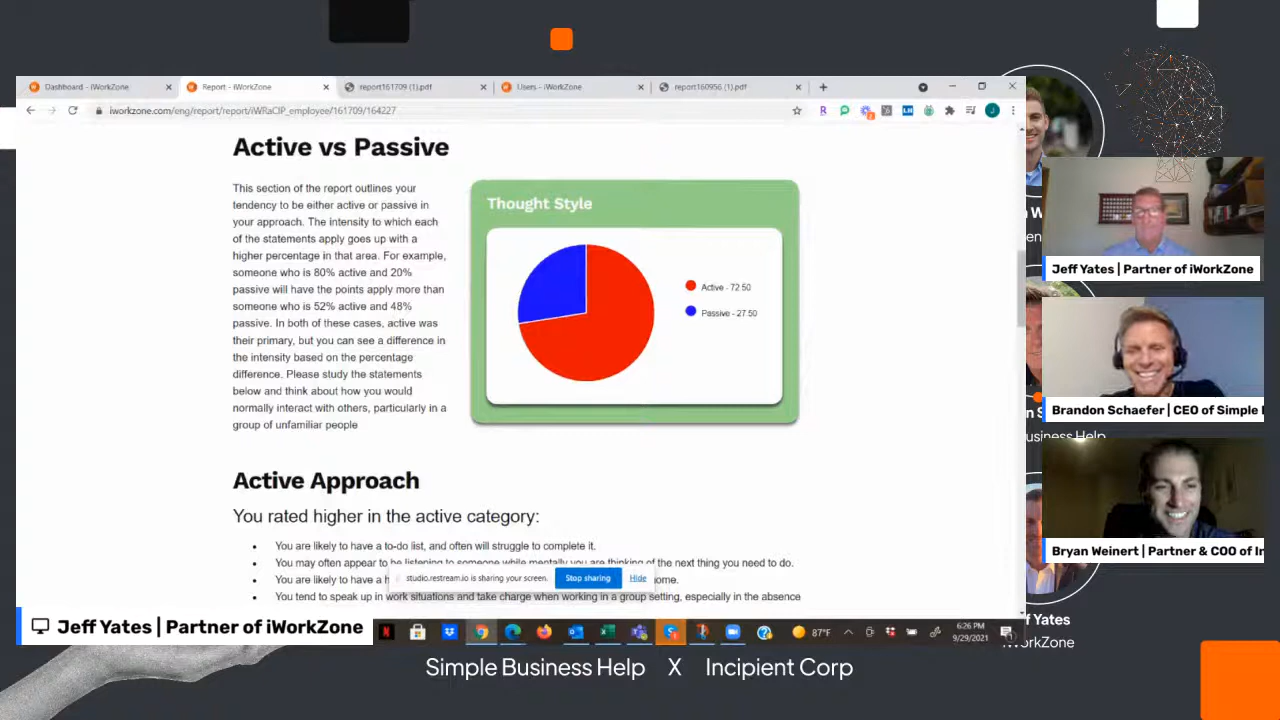 Dashboard - iWorkZone
Report - iWorkZone
report161709 (1).pdf
Users - iWorkZone
report160956 (1).pdf
iworkzone.com/eng/report/report/iWRaCIP_employee/161709/164227
Active vs Passive
This section of the report outlines your
tendency to be either active or passive in
your approach. The intensity to which each
of the statements apply goes up with a
higher percentage in that area. For example,
someone who is 80% active and 20%
passive will have the points apply more than
someone who is 52% active and 48%
passive. In both of these cases, active was
their primary, but you can see a difference in
the intensity based on the percentage
difference. Please study the statements
below and think about how you would
normally interact with others, particularly in a
group of unfamiliar people
Thought Style
Active - 72.50
Passive - 27.50
Active Approach
You rated higher in the active category:
• You are likely to have a to-do list, and often will struggle to complete it.
• You may often appear to be listening to someone while mentally you are thinking of the next thing you need to do.
• You are likely to have a h
ome.
• You tend to speak up in work situations and take charge when working in a group setting, especially in the absence
studio.restream.io is sharing your screen.
Stop sharing
Hide
87°F
6:26 PM
9/29/2021
Jeff Yates | Partner of iWorkZone
Jeff Yates | Partner of iWorkZone
Brandon Schaefer | CEO of Simple
Bryan Weinert | Partner & COO of In
n W
en
n S
usiness Help
ff Yates
iWorkZone
Simple Business Help X Incipient Corp